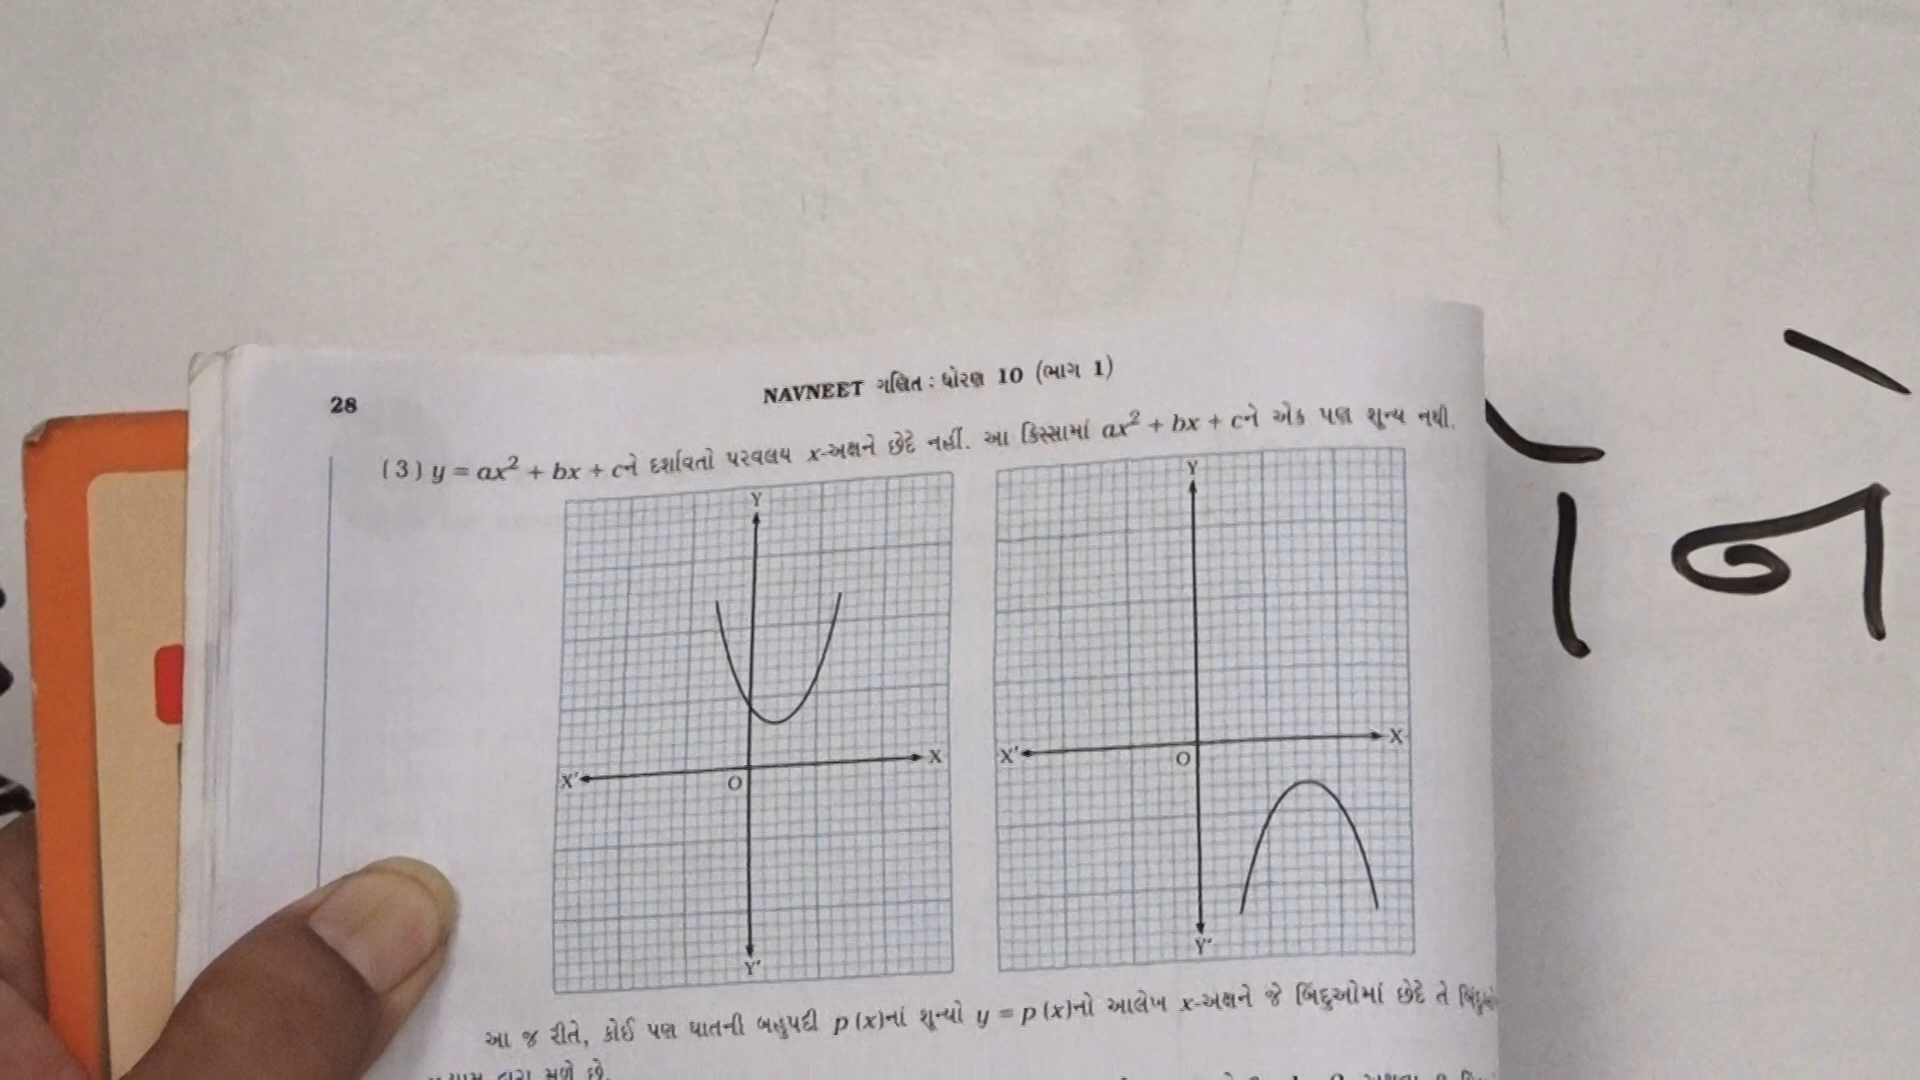 28
NAVNEET ગણિત : ધોરણ 10 (ભાગ 1)
(3) y = ax² + bx + cને દર્શાવતો પરવલય x-અક્ષને છેદે નહીં. આ કિસ્સામાં ax² + bx + cને એક પણ શૂન્ય નથી.
Y
X' O X
Y'
Y
X' O X
Y'
આ જ રીતે, કોઈ પણ ઘાતની બહુપદી p (x)નાં શૂન્યો y = p (x)નો આલેખ x-અક્ષને જે બિંદુઓમાં છેદે તે
મળે છે.
ને